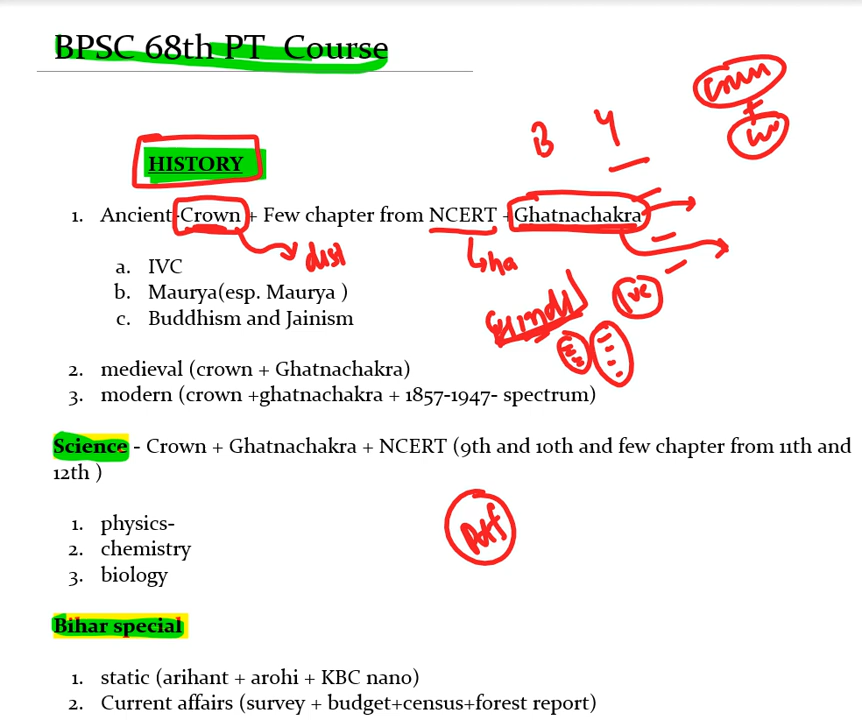 BPSC 68th PT Course
HISTORY
1. Ancient-Crown + Few chapter from NCERT +Ghatnachakra
a. IVC
b. Maurya(esp. Maurya )
c. Buddhism and Jainism
2. medieval (crown + Ghatnachakra)
3. modern (crown +ghatnachakra + 1857-1947- spectrum)
Science - Crown + Ghatnachakra + NCERT (9th and 10th and few chapter from 11th and
12th )
1. physics-
2. chemistry
3. biology
Bihar special
1. static (arihant + arohi + KBC nano)
2. Current affairs (survey + budget+census+forest report)